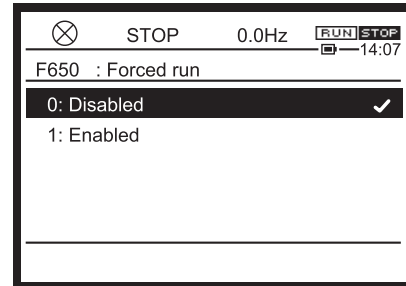 STOP 0.0Hz RUN STOP
14:07
F650 : Forced run
0: Disabled
1: Enabled